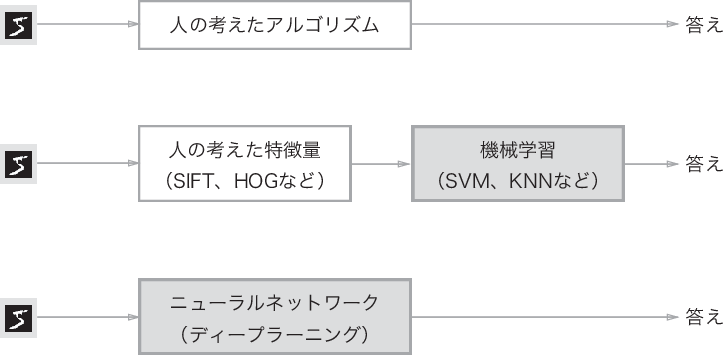 人の考えたアルゴリズム
答え
人の考えた特徴量
（SIFT、HOGなど）
機械学習
（SVM、KNNなど）
答え
ニューラルネットワーク
（ディープラーニング）
答え